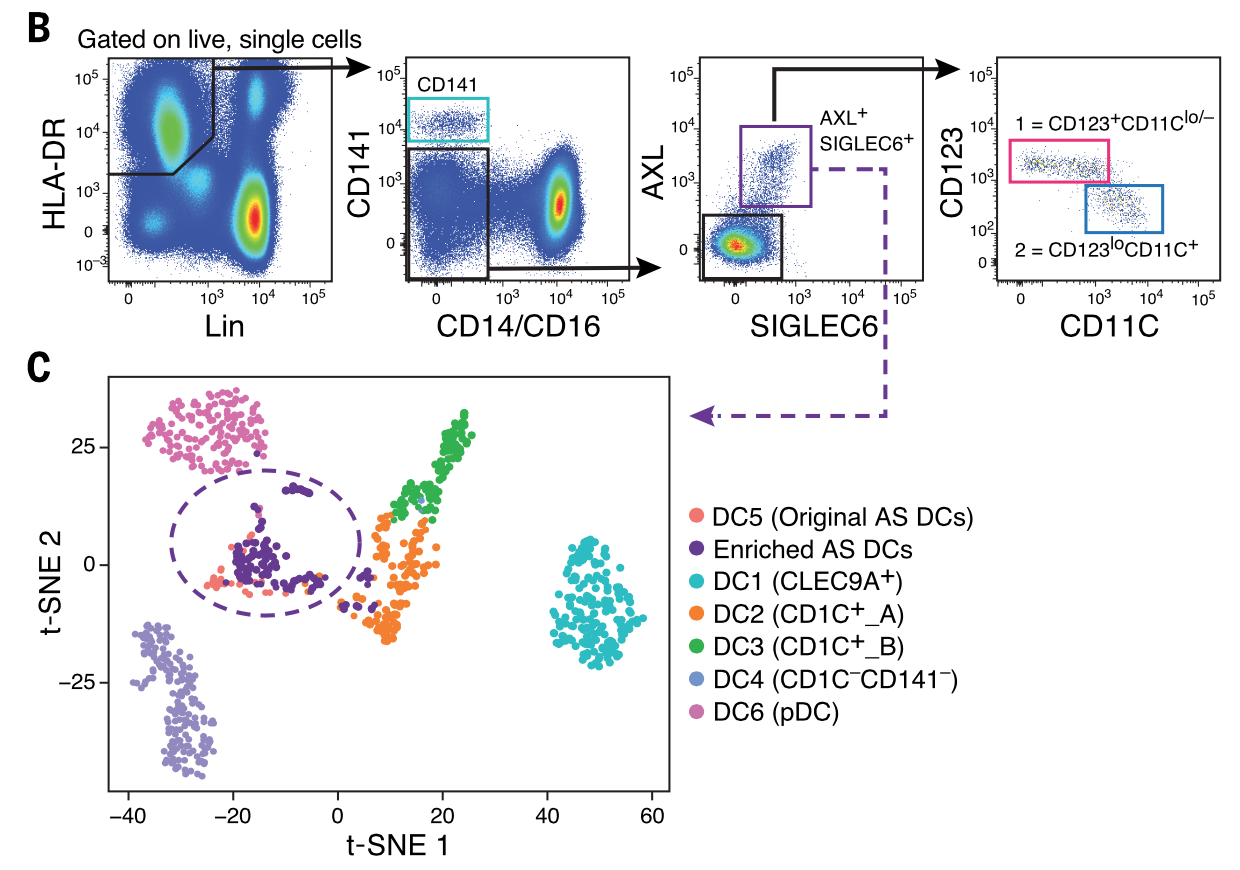 B
Gated on live, single cells
HLA-DR
10⁵
10⁴
10³
0
10⁻³
0
10³
10⁴
10⁵
Lin
CD141
CD141
10⁵
10⁴
10³
0
0
10³
10⁴
10⁵
CD14/CD16
AXL
10⁵
10⁴
10³
0
AXL⁺
SIGLEC6⁺
0
10³
10⁴
10⁵
SIGLEC6
CD123
10⁵
10⁴
10³
10²
0
1 = CD123⁺CD11C^lo/–
2 = CD123^loCD11C⁺
0
10³
10⁴
10⁵
CD11C
C
t-SNE 2
25
0
−25
−40
−20
0
20
40
60
t-SNE 1
DC5 (Original AS DCs)
Enriched AS DCs
DC1 (CLEC9A⁺)
DC2 (CD1C⁺_A)
DC3 (CD1C⁺_B)
DC4 (CD1C⁻CD141⁻)
DC6 (pDC)